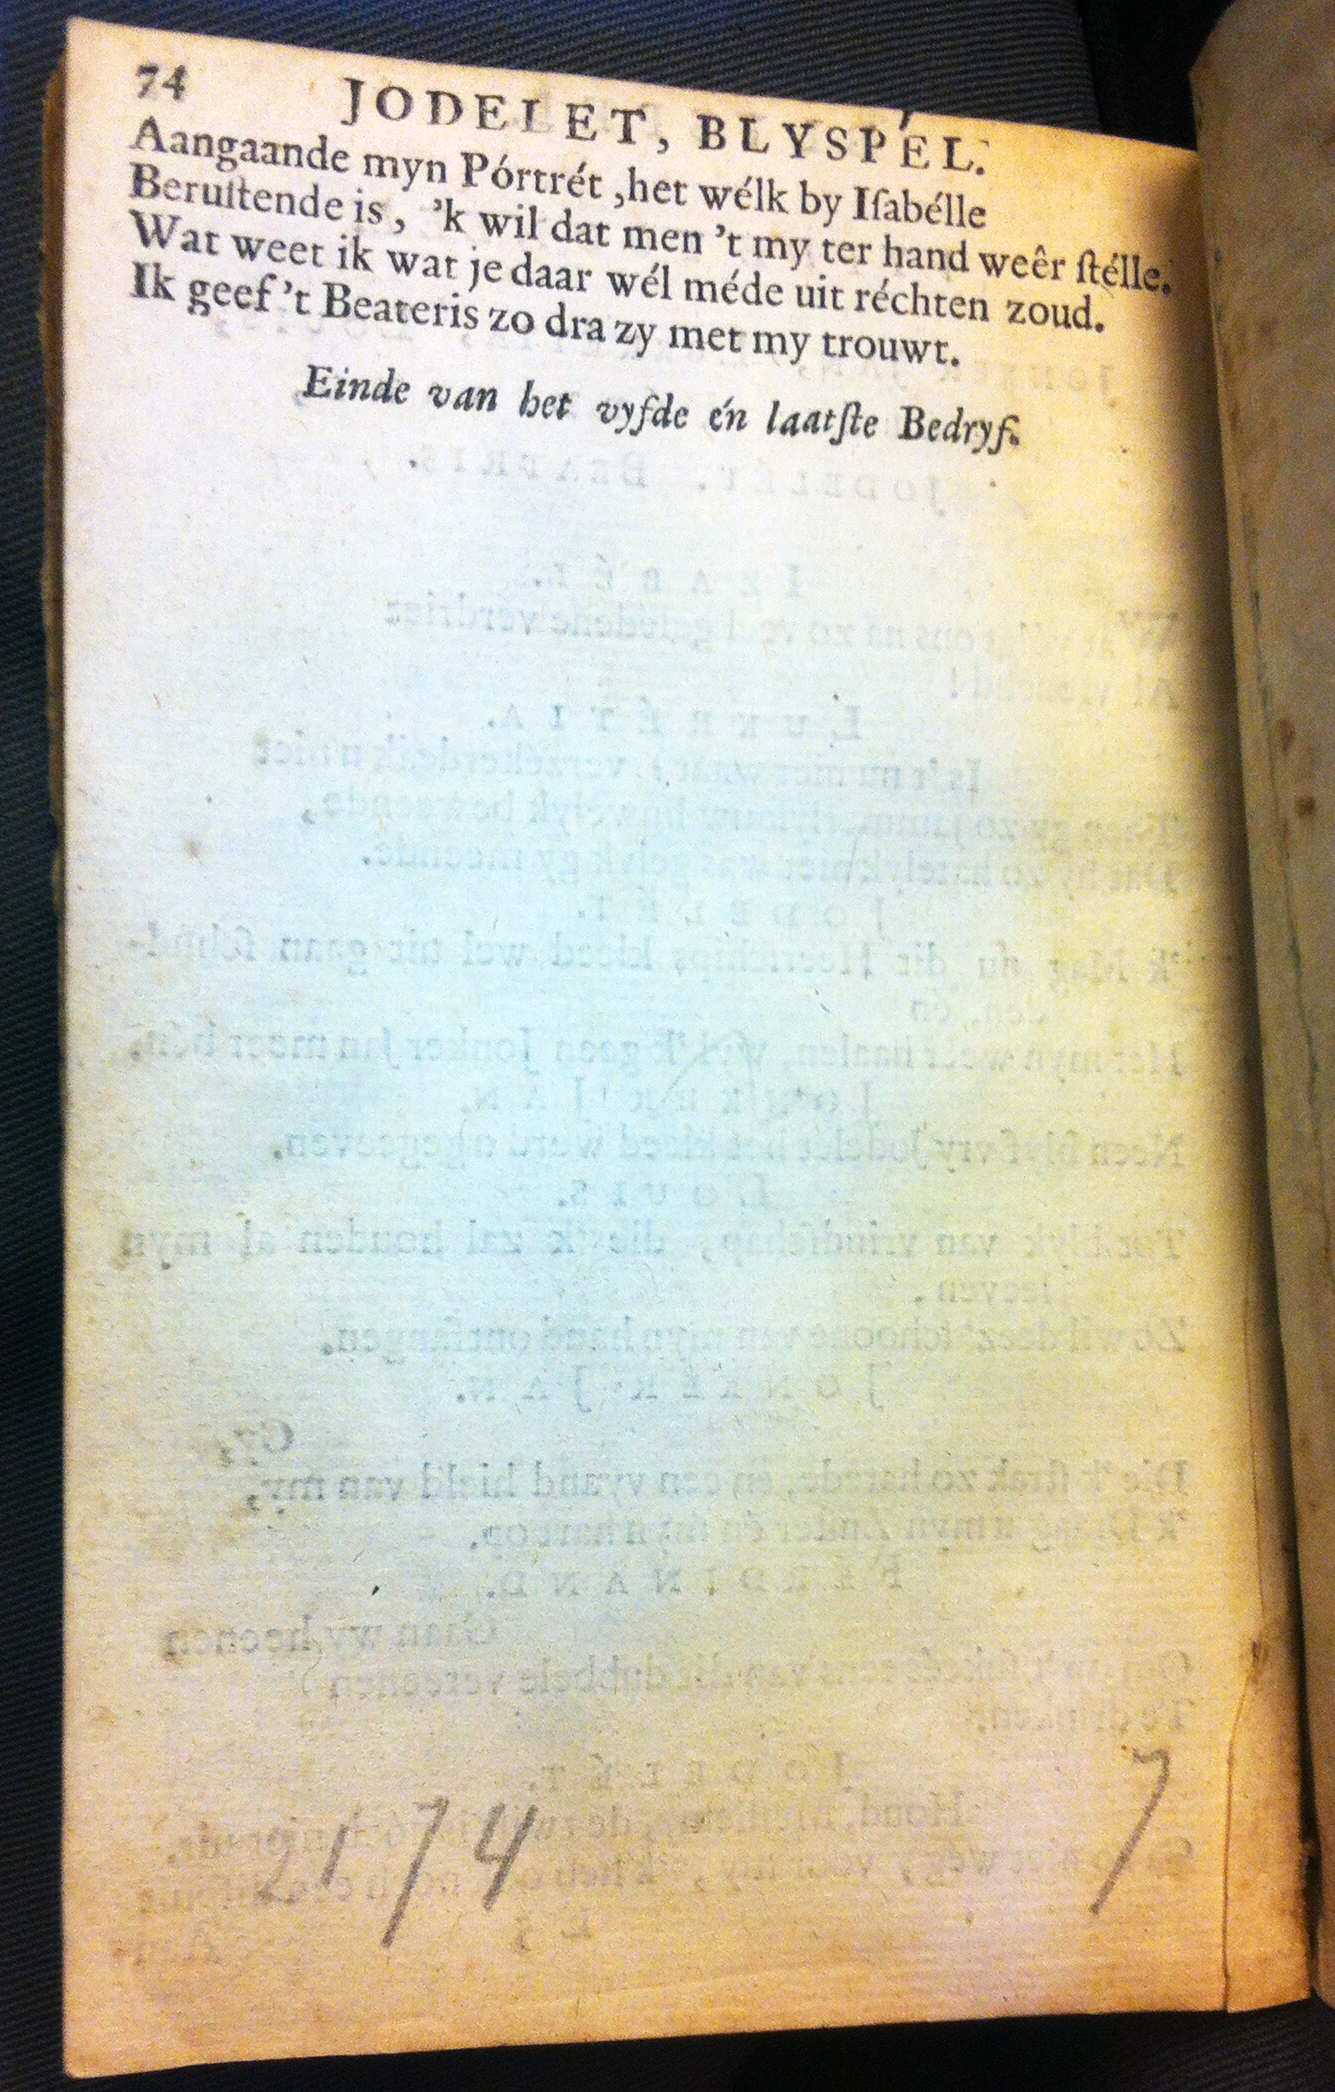 74 JODELET, BLYSPÉL.
Aangaande myn Pórtrét ,het wélk by Iſabélle
Beruſtende is, 'k wil dat men 't my ter hand weêr ſtélle.
Wat weet ik wat je daar wél méde uit réchten zoud.
Ik geef 't Beateris zo dra zy met my trouwt.
Einde van het vyfde én laatſte Bedryf.
2174 7